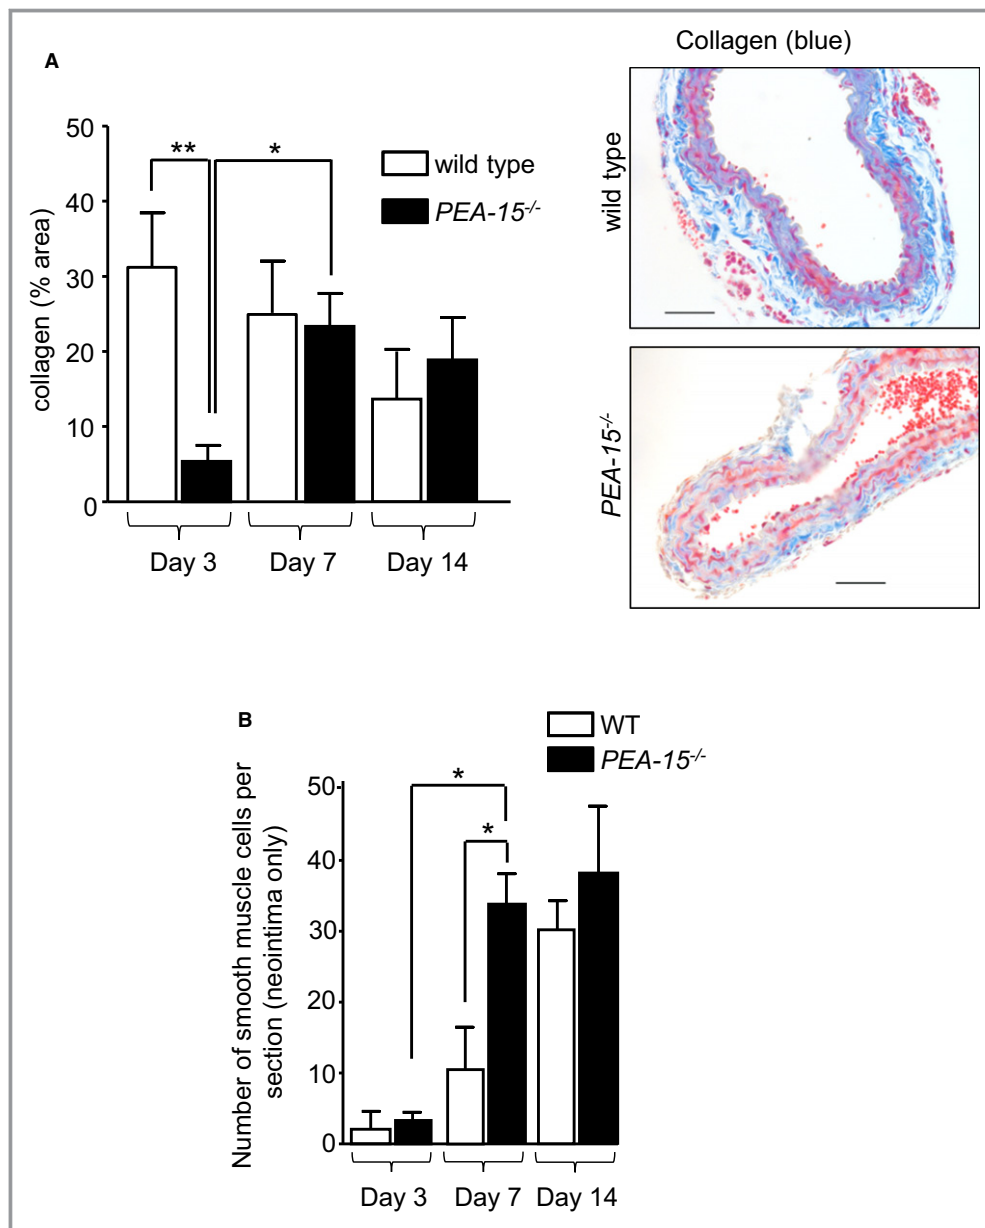 A
Collagen (blue)
collagen (% area)
50
40
30
20
10
0
**
*
wild type
PEA-15-/-
Day 3
Day 7
Day 14
wild type
PEA-15-/-
B
WT
PEA-15-/-
Number of smooth muscle cells per
section (neointima only)
50
40
30
20
10
0
*
*
Day 3
Day 7
Day 14